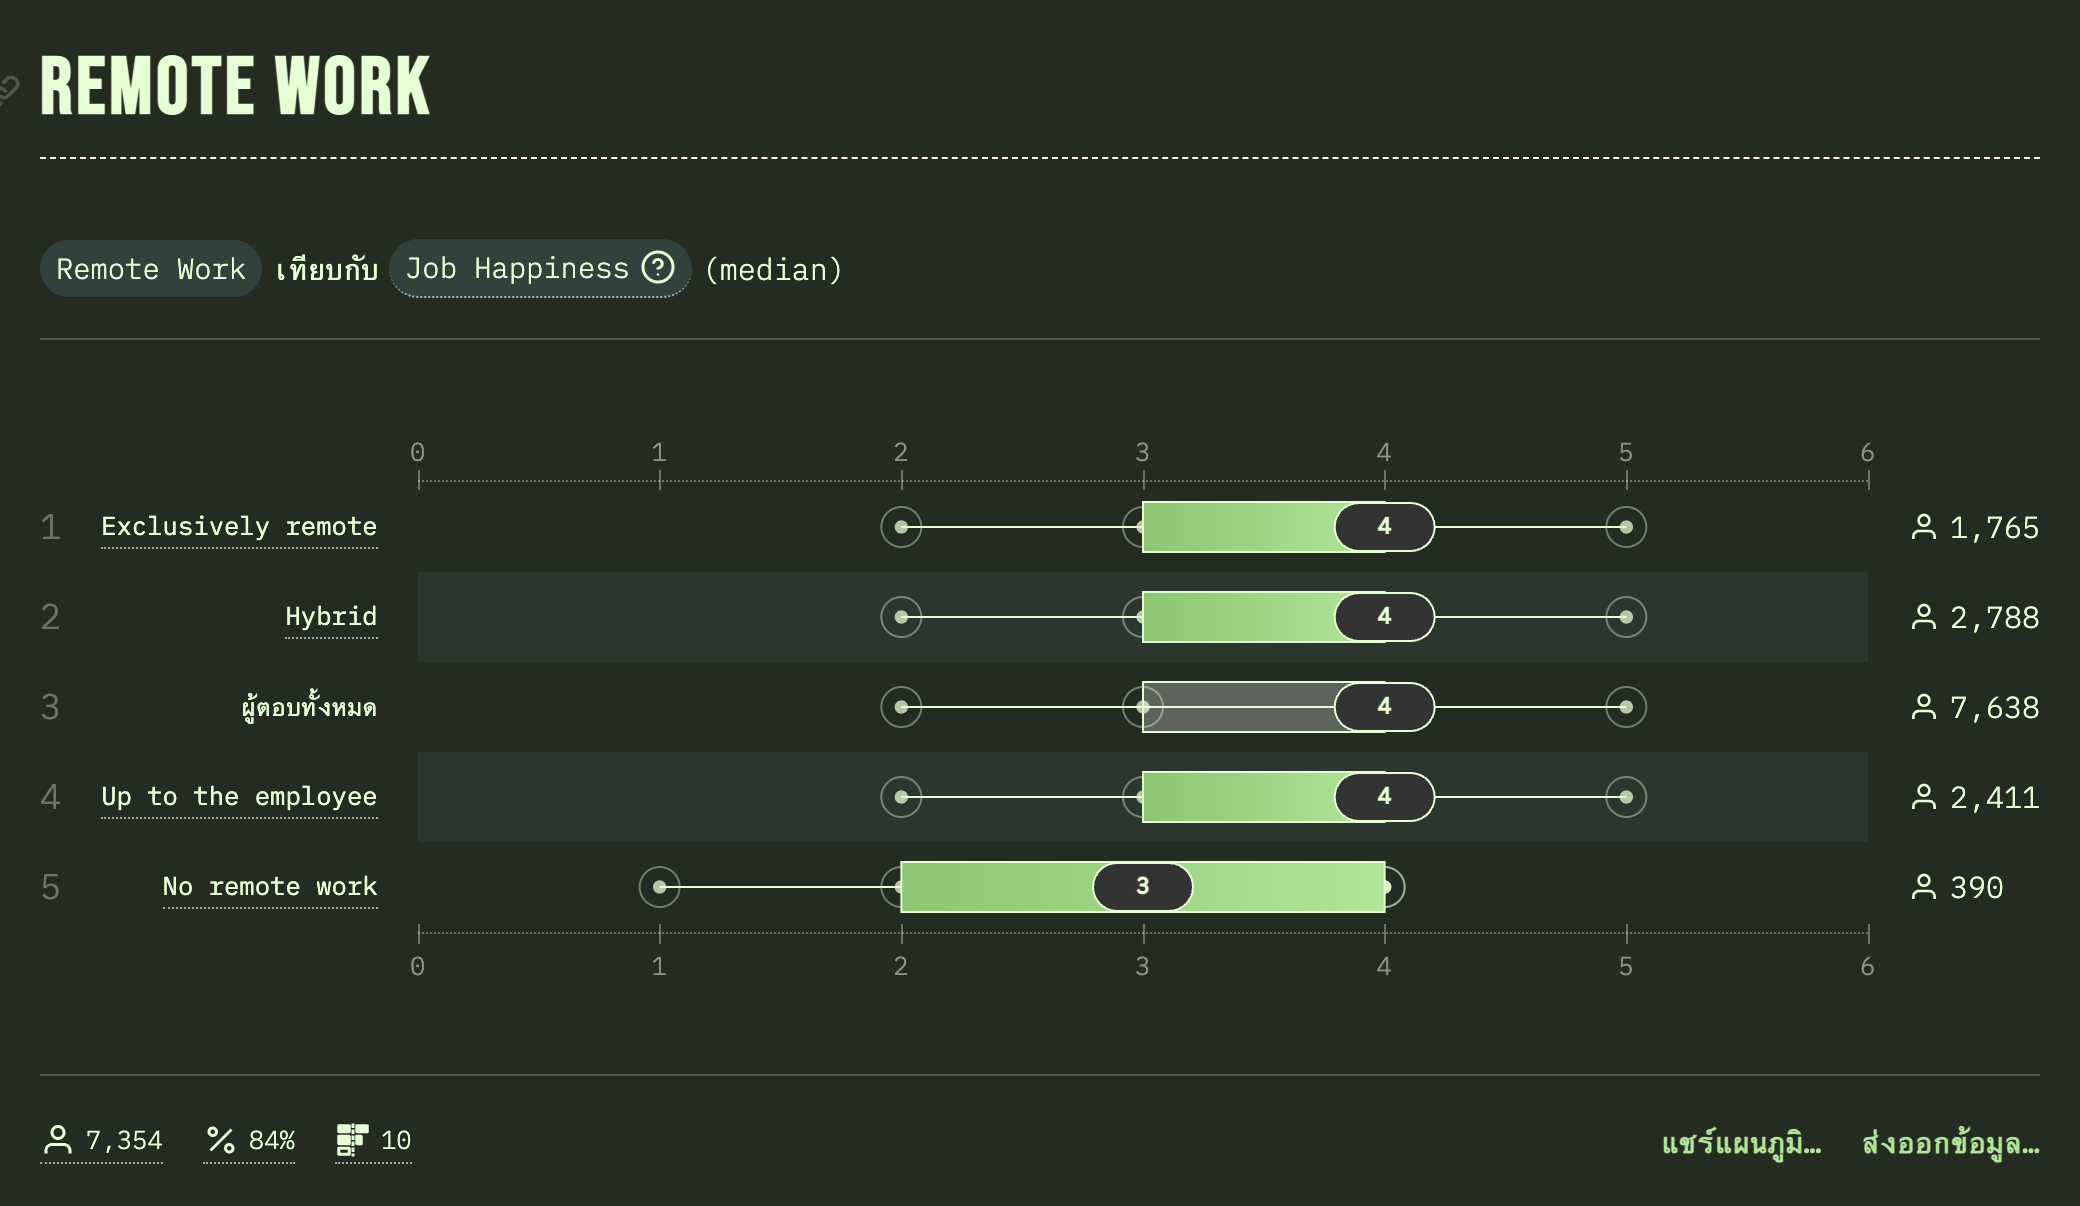 REMOTE WORK
Remote Work เทียบกับ Job Happiness (median)
0 1 2 3 4 5 6
1 Exclusively remote 4 1,765
2 Hybrid 4 2,788
3 ผู้ตอบทั้งหมด 4 7,638
4 Up to the employee 4 2,411
5 No remote work 3 390
0 1 2 3 4 5 6
7,354 84% 10 แชร์แผนภูมิ… ส่งออกข้อมูล…